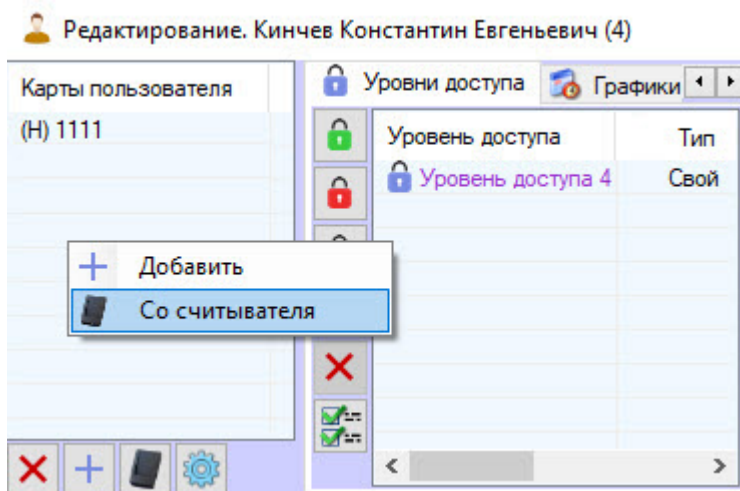 Редактирование. Кинчев Константин Евгеньевич (4)
Карты пользователя
(Н) 1111
Уровни доступа
Графики
Уровень доступа
Тип
Уровень доступа 4
Свой
Добавить
Со считывателя